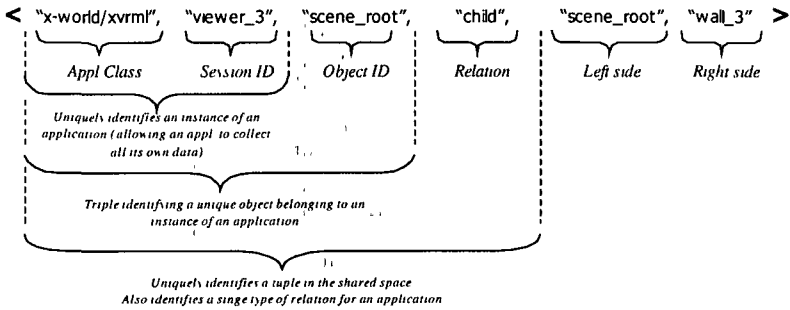 < "x-world/xvrml", "viewer_3", "scene_root", "child", "scene_root", "wall_3" >
Appl Class Session ID Object ID Relation Left side Right side
Uniquely identifies an instance of an
application (allowing an appl to collect
all its own data)
Triple identifying a unique object belonging to an
instance of an application
Uniquely identifies a tuple in the shared space
Also identifies a singe type of relation for an application